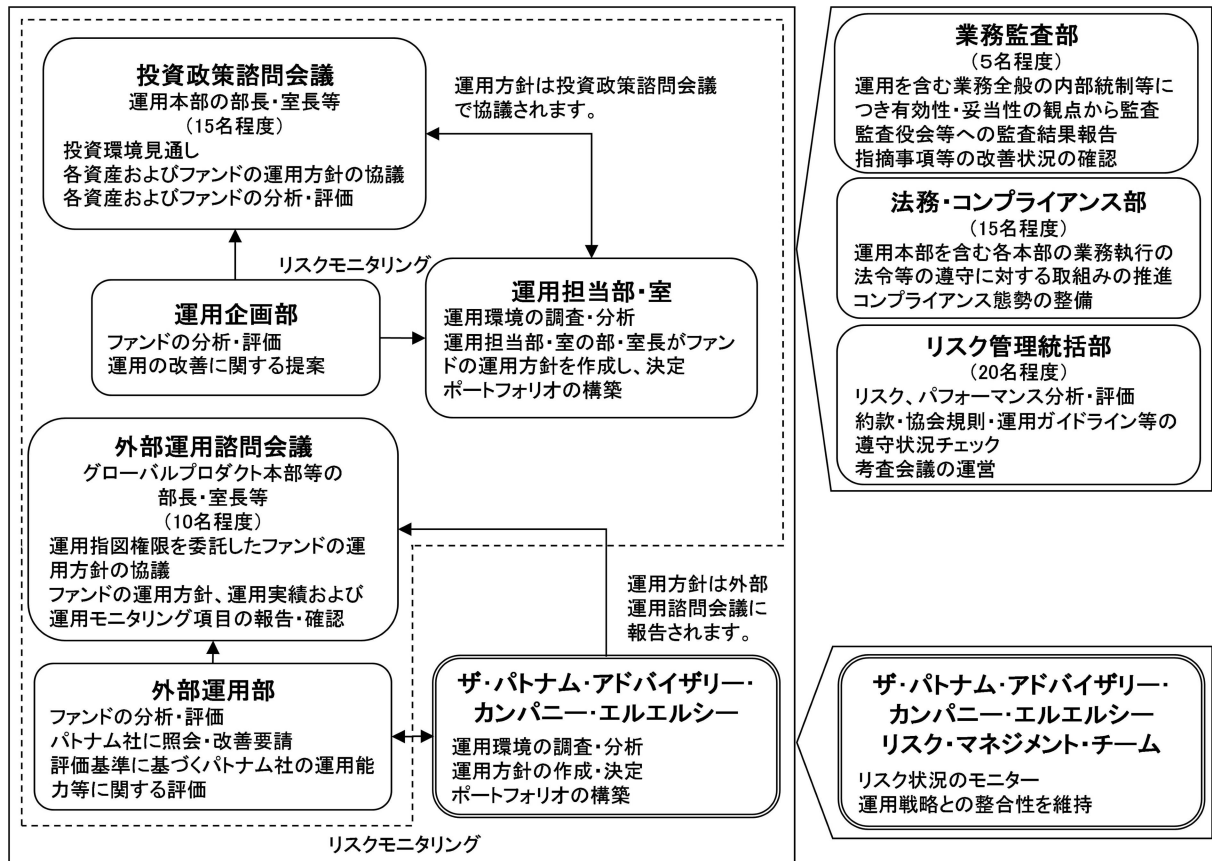 投資政策諮問会議
運用本部の部長・室長等
(15名程度)
投資環境見通し
各資産およびファンドの運用方針の協議
各資産およびファンドの分析・評価
運用方針は投資政策諮問会議
で協議されます。
リスクモニタリング
運用企画部
ファンドの分析・評価
運用の改善に関する提案
運用担当部・室
運用環境の調査・分析
運用担当部・室の部・室長がファン
ドの運用方針を作成し、決定
ポートフォリオの構築
外部運用諮問会議
グローバルプロダクト本部等の
部長・室長等
(10名程度)
運用指図権限を委託したファンドの運
用方針の協議
ファンドの運用方針、運用実績および
運用モニタリング項目の報告・確認
運用方針は外部
運用諮問会議に
報告されます。
外部運用部
ファンドの分析・評価
パトナム社に照会・改善要請
評価基準に基づくパトナム社の運用能
力等に関する評価
ザ・パトナム・アドバイザリー・
カンパニー・エルエルシー
運用環境の調査・分析
運用方針の作成・決定
ポートフォリオの構築
リスクモニタリング
業務監査部
(5名程度)
運用を含む業務全般の内部統制等に
つき有効性・妥当性の観点から監査
監査役会等への監査結果報告
指摘事項等の改善状況の確認
法務・コンプライアンス部
(15名程度)
運用本部を含む各本部の業務執行の
法令等の遵守に対する取組みの推進
コンプライアンス態勢の整備
リスク管理統括部
(20名程度)
リスク、パフォーマンス分析・評価
約款・協会規則・運用ガイドライン等の
遵守状況チェック
考査会議の運営
ザ・パトナム・アドバイザリー・
カンパニー・エルエルシー
リスク・マネジメント・チーム
リスク状況のモニター
運用戦略との整合性を維持